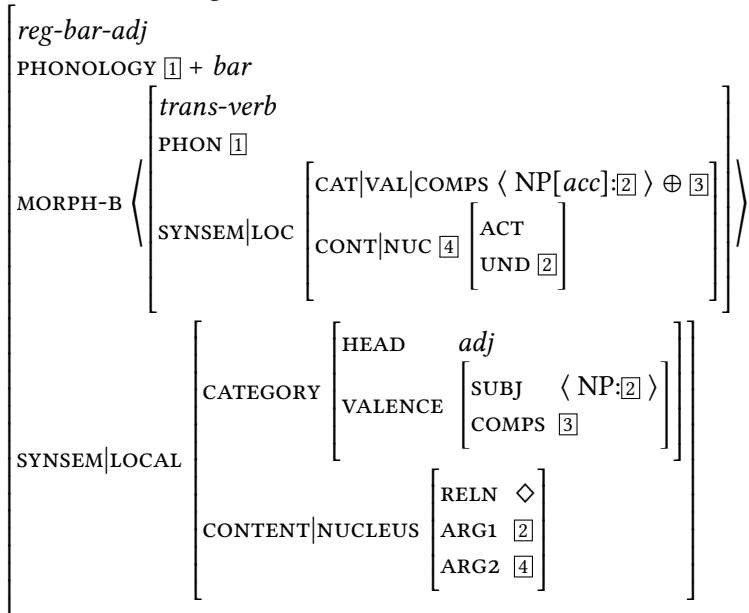 reg-bar-adj
PHONOLOGY 1 + bar
trans-verb
PHON 1
MORPH-B ⟨ SYNSEM|LOC CAT|VAL|COMPS ⟨ NP[acc]:2 ⟩ ⊕ 3 ⟩
CONT|NUC 4 ACT
UND 2
HEAD adj
CATEGORY VALENCE SUBJ ⟨ NP:2 ⟩
COMPS 3
SYNSEM|LOCAL
RELN ◇
CONTENT|NUCLEUS ARG1 2
ARG2 4